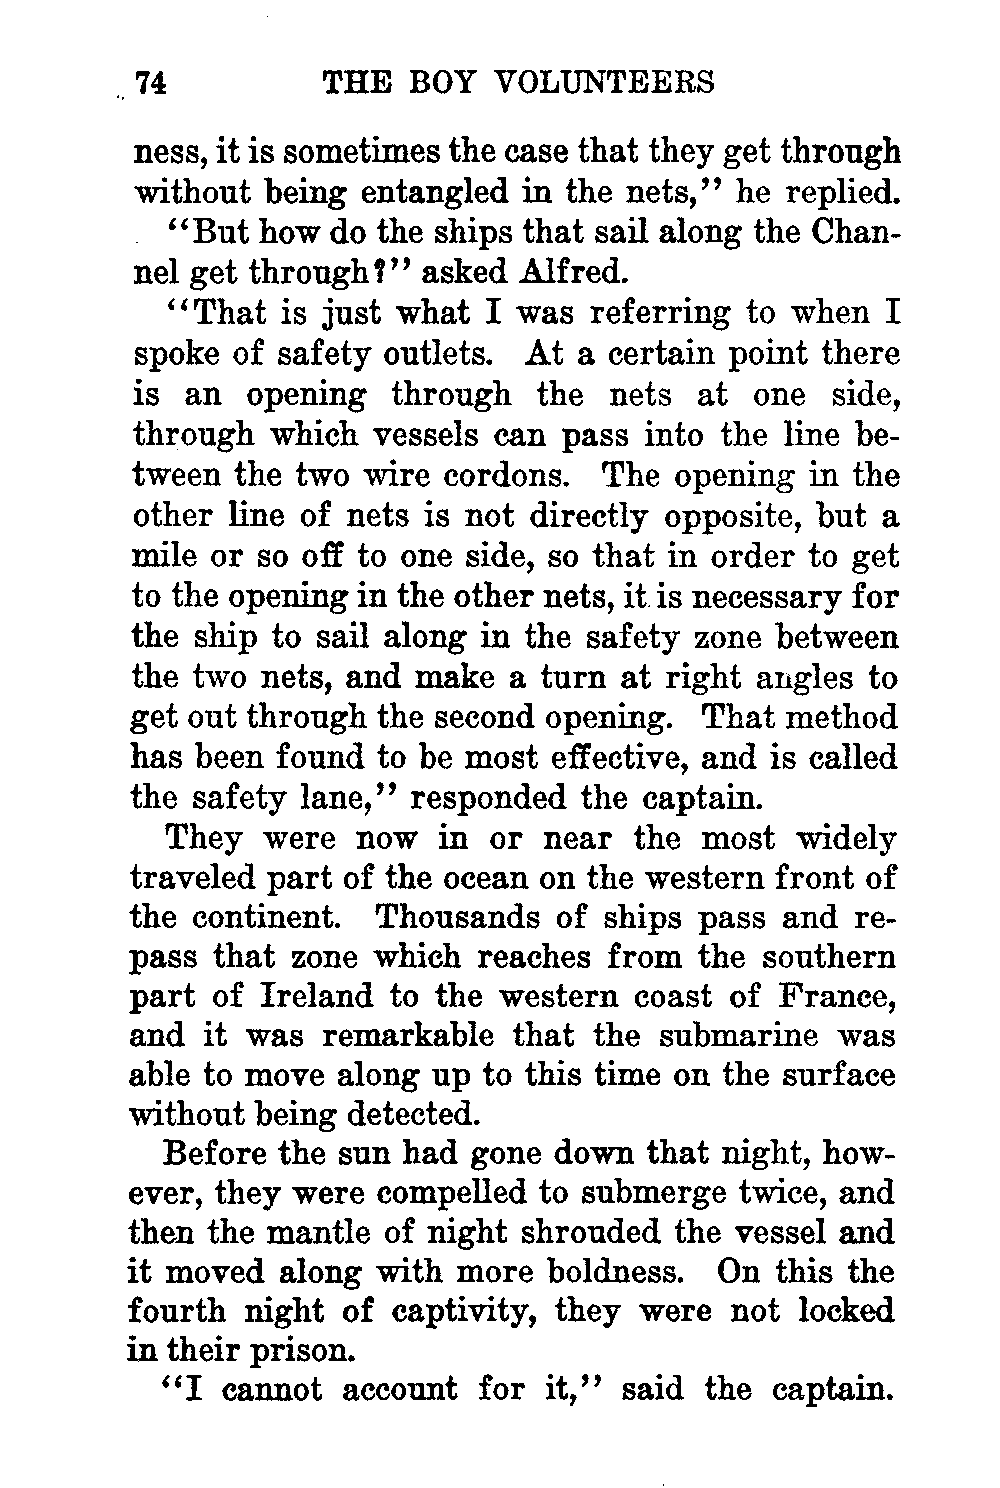 74 THE BOY VOLUNTEERS
ness, it is sometimes the case that they get through
without being entangled in the nets,'' he replied.
''But how do the ships that sail along the Chan-
nel get through?'' asked Alfred.
''That is just what I was referring to when I
spoke of safety outlets. At a certain point there
is an opening through the nets at one side,
through which vessels can pass into the line be-
tween the two wire cordons. The opening in the
other line of nets is not directly opposite, but a
mile or so off to one side, so that in order to get
to the opening in the other nets, it is necessary for
the ship to sail along in the safety zone between
the two nets, and make a turn at right angles to
get out through the second opening. That method
has been found to be most effective, and is called
the safety lane,'' responded the captain.
They were now in or near the most widely
traveled part of the ocean on the western front of
the continent. Thousands of ships pass and re-
pass that zone which reaches from the southern
part of Ireland to the western coast of France,
and it was remarkable that the submarine was
able to move along up to this time on the surface
without being detected.
Before the sun had gone down that night, how-
ever, they were compelled to submerge twice, and
then the mantle of night shrouded the vessel and
it moved along with more boldness. On this the
fourth night of captivity, they were not locked
in their prison.
''I cannot account for it,'' said the captain.